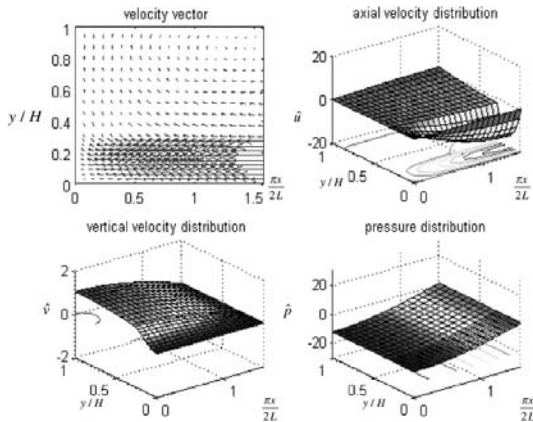 velocity vector
1
0.8
y / H 0.6
0.4
0.2
0
0 0.5 1 1.5 πx/2L
axial velocity distribution
20
û 0
-20
1
0.5
y / H
0 0
1
πx/2L
vertical velocity distribution
2
v̂ 0
-2
1
0.5
y / H
0 0
1
πx/2L
pressure distribution
20
p̂ 0
-20
1
0.5
y / H
0 0
1
πx/2L